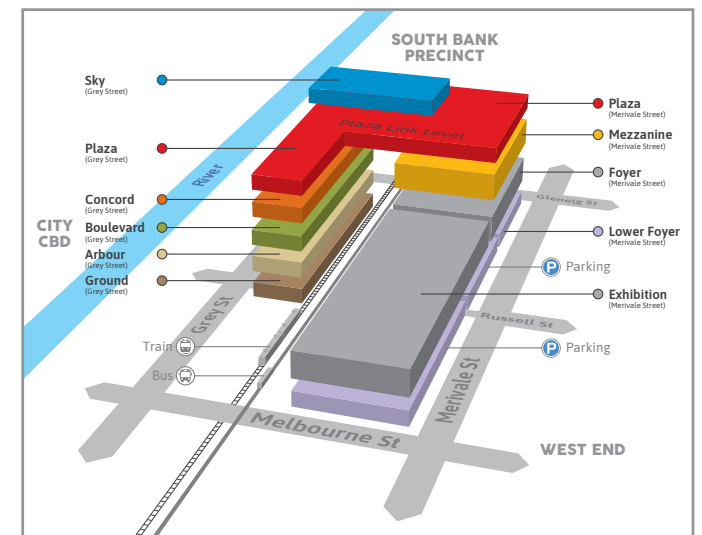 SOUTH BANK
PRECINCT
Sky
(Grey Street)
Plaza
(Merivale Street)
Plaza Link Level
Mezzanine
(Merivale Street)
Plaza
(Grey Street)
River
Foyer
(Merivale Street)
Concord
(Grey Street)
Glenelg St
CITY
CBD
Boulevard
(Grey Street)
Lower Foyer
(Merivale Street)
Arbour
(Grey Street)
P Parking
Ground
(Grey Street)
Exhibition
(Merivale Street)
Grey St
Russell St
Train
P Parking
Bus
Merivale St
Melbourne St
WEST END